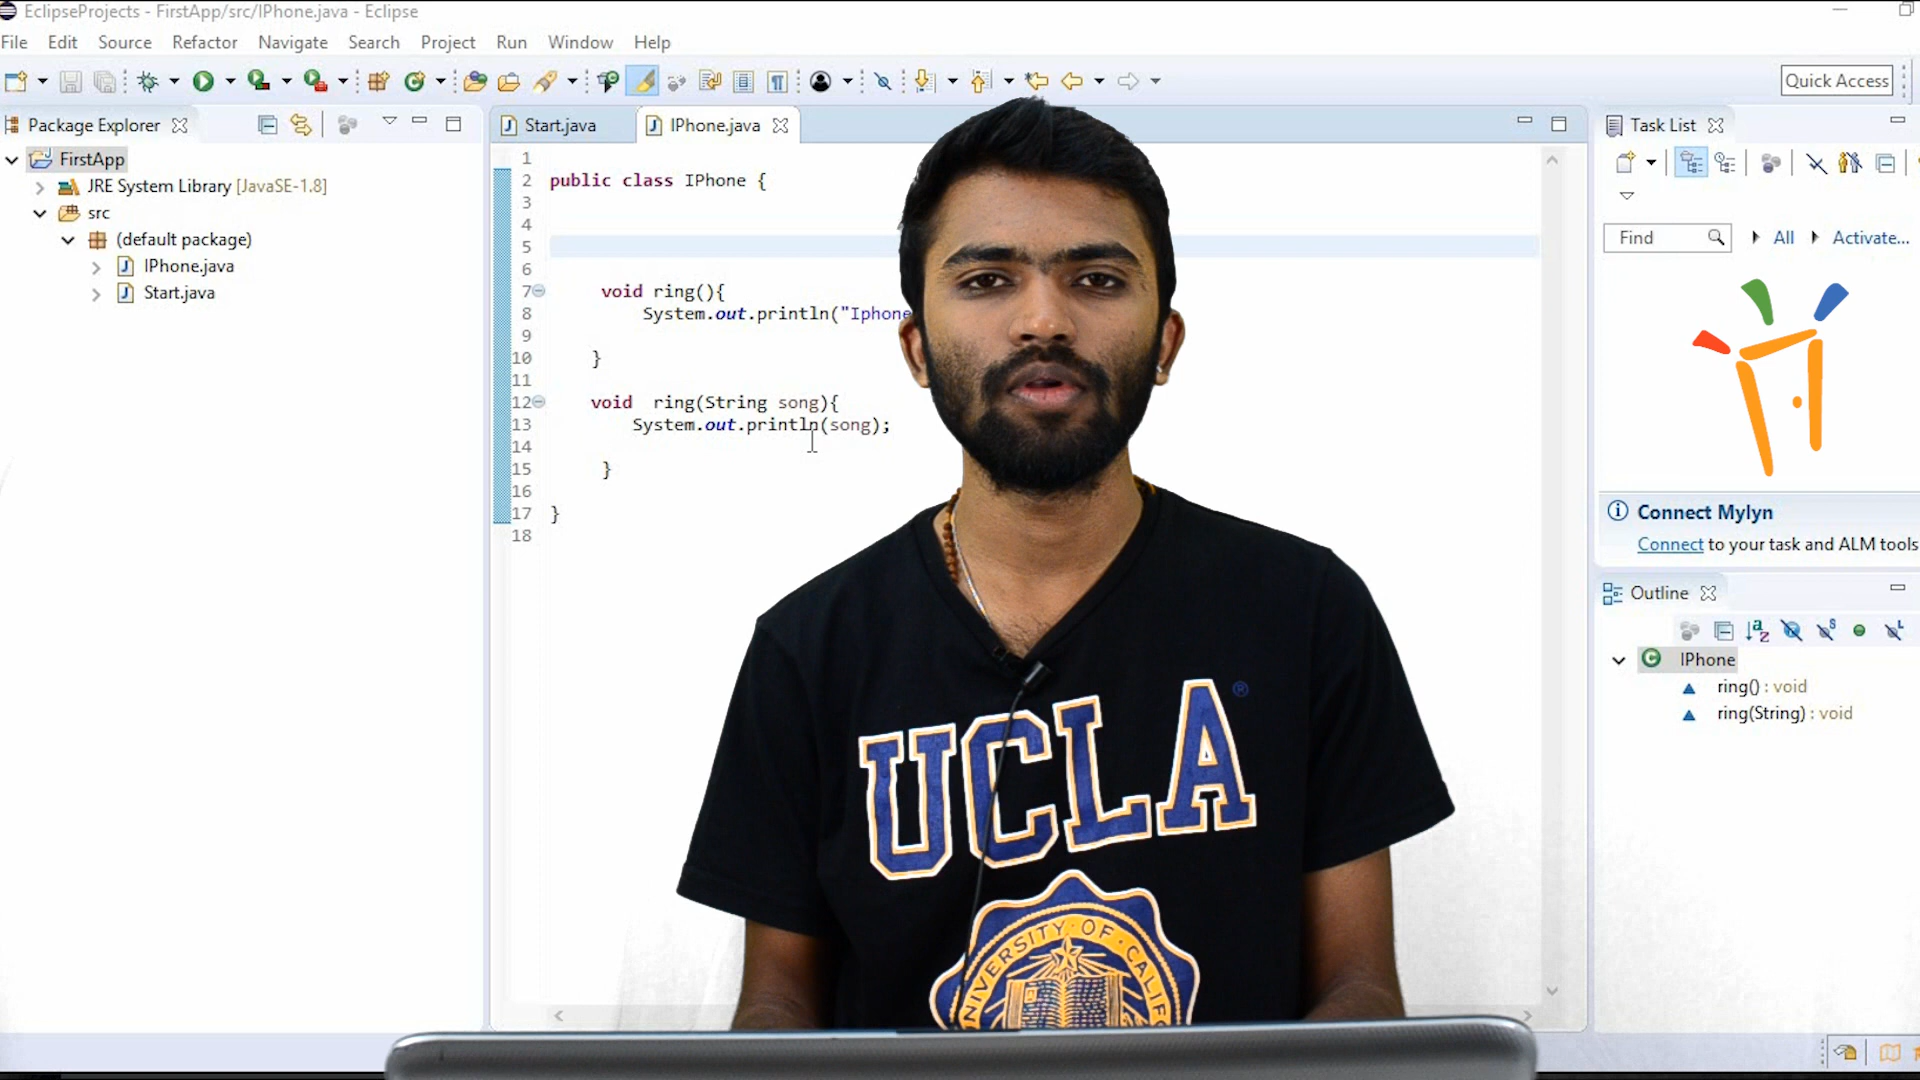 EclipseProjects - FirstApp/src/IPhone.java - Eclipse
File Edit Source Refactor Navigate Search Project Run Window Help
Quick Access
Package Explorer
FirstApp
JRE System Library [JavaSE-1.8]
src
(default package)
IPhone.java
Start.java
Start.java IPhone.java
1
2 public class IPhone {
3
4
5
6
7 void ring(){
8 System.out.println("Iphone
9
10 }
11
12 void ring(String song){
13 System.out.println(song);
14
15 }
16
17 }
18
UCLA ®
UNIVERSITY · OF ·
Task List
Find All Activate...
Connect Mylyn
Connect to your task and ALM tools
Outline
IPhone
ring() : void
ring(String) : void